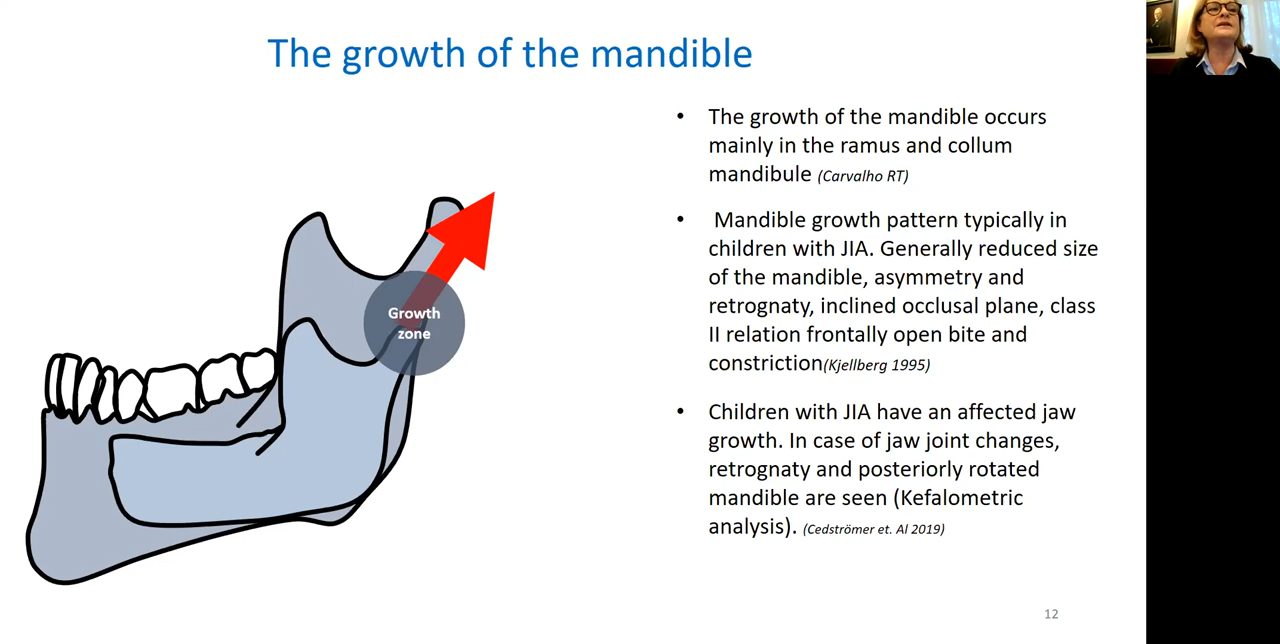 The growth of the mandible
Growth
zone
• The growth of the mandible occurs
mainly in the ramus and collum
mandibule (Carvalho RT)
• Mandible growth pattern typically in
children with JIA. Generally reduced size
of the mandible, asymmetry and
retrognaty, inclined occlusal plane, class
II relation frontally open bite and
constriction(Kjellberg 1995)
• Children with JIA have an affected jaw
growth. In case of jaw joint changes,
retrognaty and posteriorly rotated
mandible are seen (Kefalometric
analysis). (Cedströmer et. Al 2019)
12